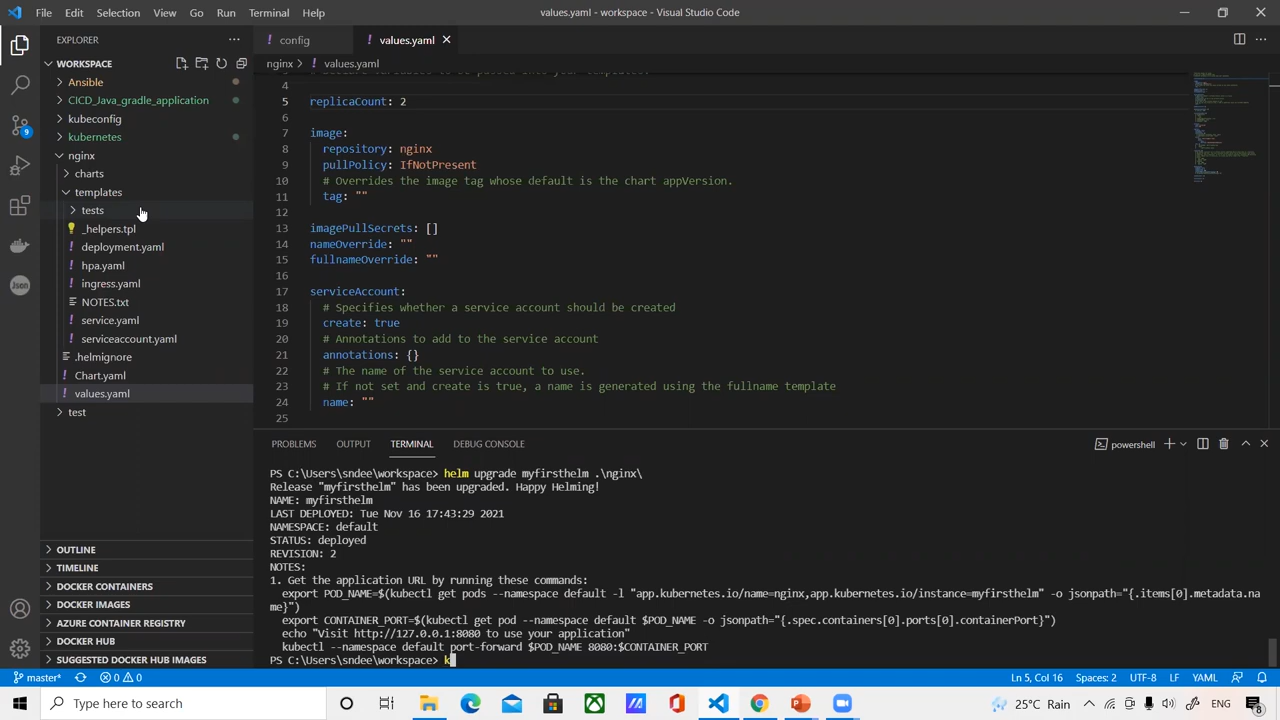 File Edit Selection View Go Run Terminal Help
values.yaml - workspace - Visual Studio Code
EXPLORER
WORKSPACE
Ansible
CICD_Java_gradle_application
kubeconfig
kubernetes
nginx
charts
templates
tests
_helpers.tpl
deployment.yaml
hpa.yaml
ingress.yaml
NOTES.txt
service.yaml
serviceaccount.yaml
.helmignore
Chart.yaml
values.yaml
test
OUTLINE
TIMELINE
DOCKER CONTAINERS
DOCKER IMAGES
AZURE CONTAINER REGISTRY
DOCKER HUB
SUGGESTED DOCKER HUB IMAGES
9
Json
config values.yaml
nginx > values.yaml
4
5 replicaCount: 2
6
7 image:
8 repository: nginx
9 pullPolicy: IfNotPresent
10 # Overrides the image tag whose default is the chart appVersion.
11 tag: ""
12
13 imagePullSecrets: []
14 nameOverride: ""
15 fullnameOverride: ""
16
17 serviceAccount:
18 # Specifies whether a service account should be created
19 create: true
20 # Annotations to add to the service account
21 annotations: {}
22 # The name of the service account to use.
23 # If not set and create is true, a name is generated using the fullname template
24 name: ""
25
PROBLEMS OUTPUT TERMINAL DEBUG CONSOLE
powershell
PS C:\Users\sndee\workspace> helm upgrade myfirsthelm .\nginx\
Release "myfirsthelm" has been upgraded. Happy Helming!
NAME: myfirsthelm
LAST DEPLOYED: Tue Nov 16 17:43:29 2021
NAMESPACE: default
STATUS: deployed
REVISION: 2
NOTES:
1. Get the application URL by running these commands:
export POD_NAME=$(kubectl get pods --namespace default -l "app.kubernetes.io/name=nginx,app.kubernetes.io/instance=myfirsthelm" -o jsonpath="{.items[0].metadata.na
me}")
export CONTAINER_PORT=$(kubectl get pod --namespace default $POD_NAME -o jsonpath="{.spec.containers[0].ports[0].containerPort}")
echo "Visit http://127.0.0.1:8080 to use your application"
kubectl --namespace default port-forward $POD_NAME 8080:$CONTAINER_PORT
PS C:\Users\sndee\workspace> k
master* 0 0
Ln 5, Col 16 Spaces: 2 UTF-8 LF YAML
Type here to search
25°C Rain ENG 8